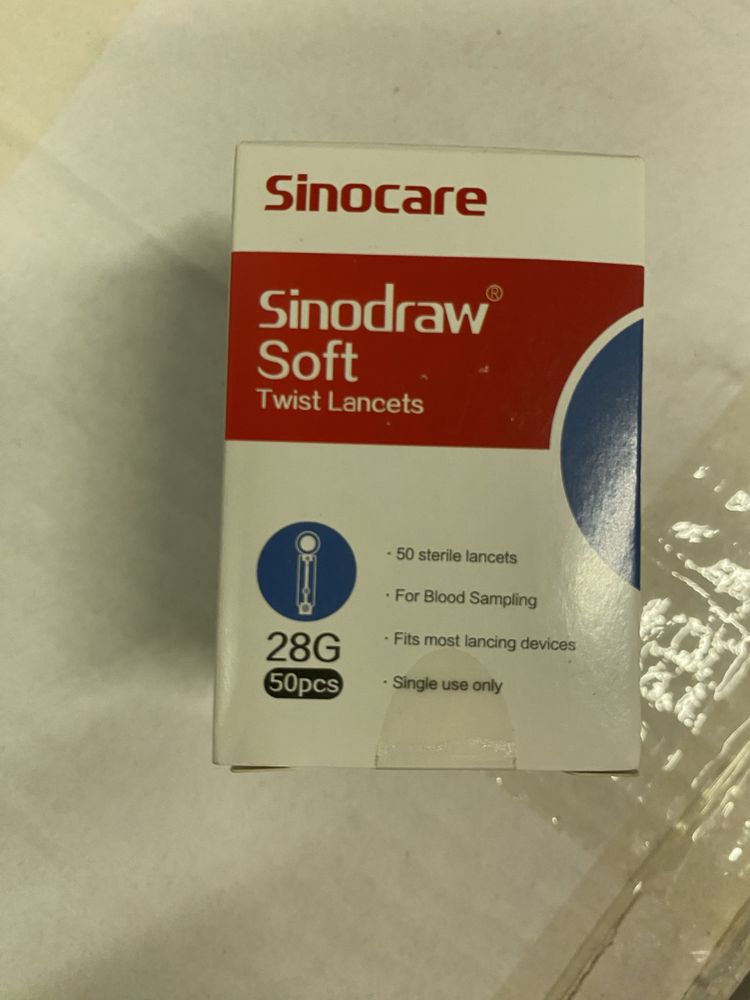 Sinocare
Sinodraw®
Soft
Twist Lancets
28G
50pcs
· 50 sterile lancets
· For Blood Sampling
· Fits most lancing devices
· Single use only